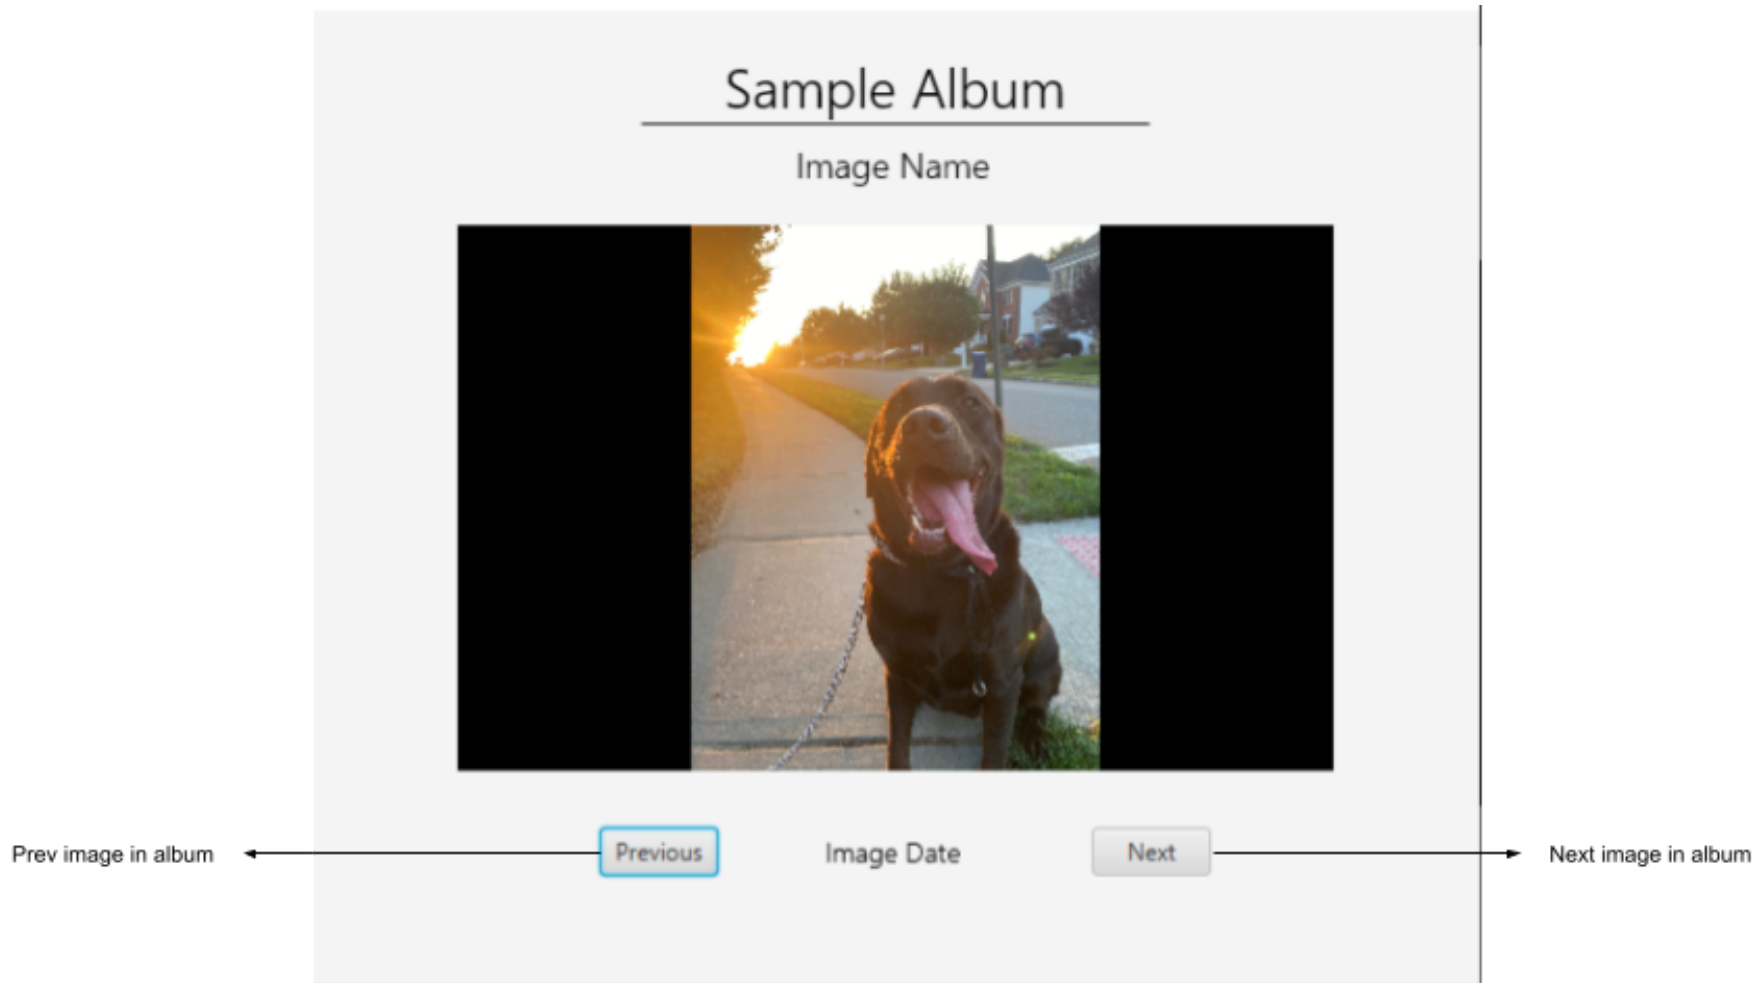 Sample Album
Image Name
Prev image in album
Previous
Image Date
Next
Next image in album